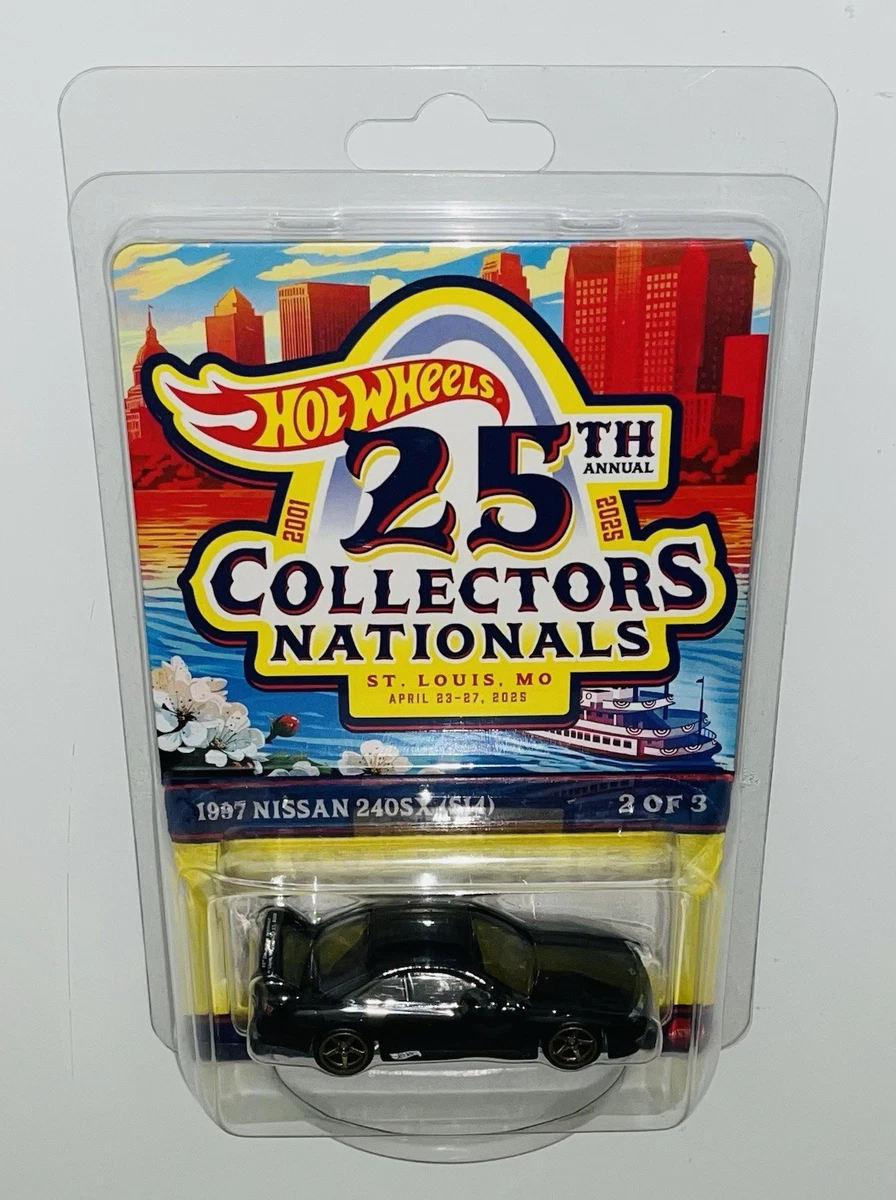 HOT WHEELS
25TH
ANNUAL
2001
2025
COLLECTORS
NATIONALS
ST. LOUIS, MO
APRIL 23-27, 2025
1997 NISSAN 240SX (S14)
2 OF 3